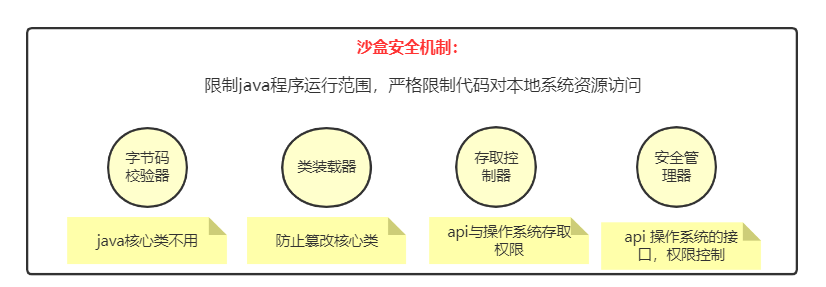 沙盒安全机制：
限制java程序运行范围，严格限制代码对本地系统资源访问
字节码
校验器
类装载器
存取控
制器
安全管
理器
java核心类不用
防止篡改核心类
api与操作系统存取
权限
api 操作系统的接
口，权限控制